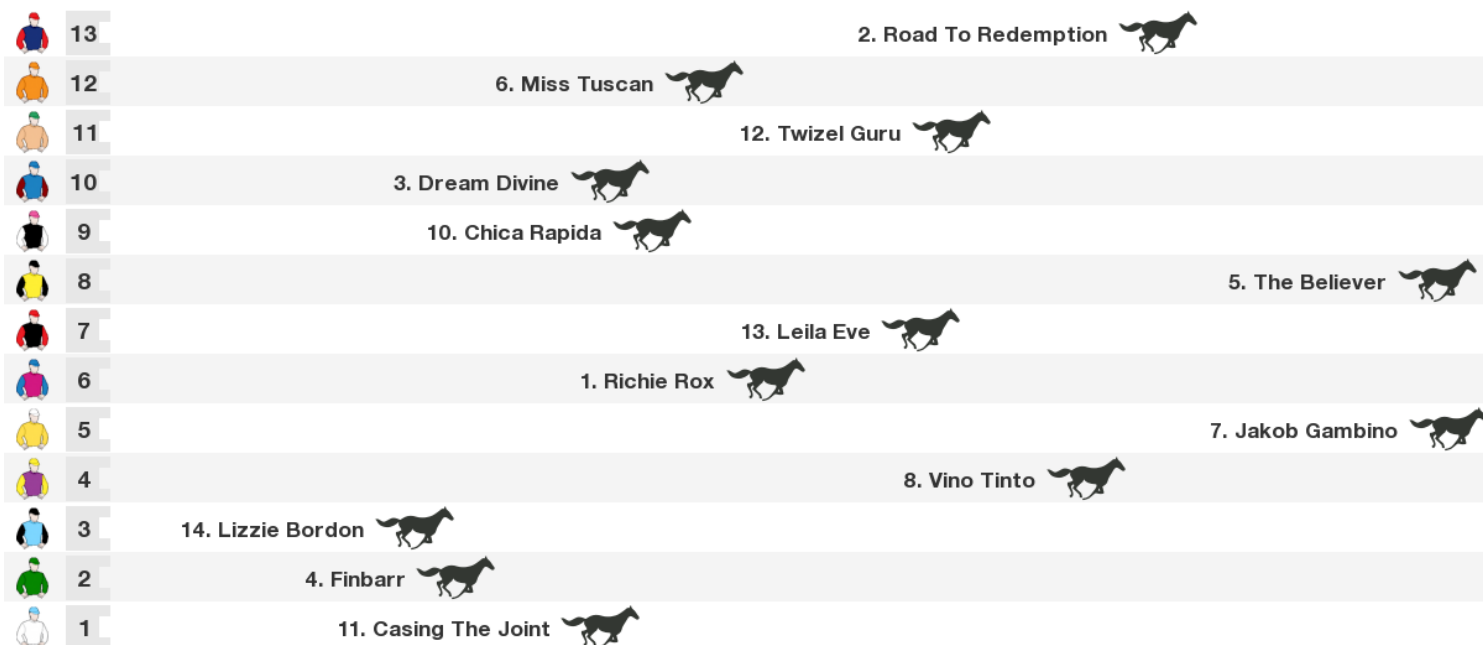 13 2. Road To Redemption
12 6. Miss Tuscan
11 12. Twizel Guru
10 3. Dream Divine
9 10. Chica Rapida
8 5. The Believer
7 13. Leila Eve
6 1. Richie Rox
5 7. Jakob Gambino
4 8. Vino Tinto
3 14. Lizzie Bordon
2 4. Finbarr
1 11. Casing The Joint